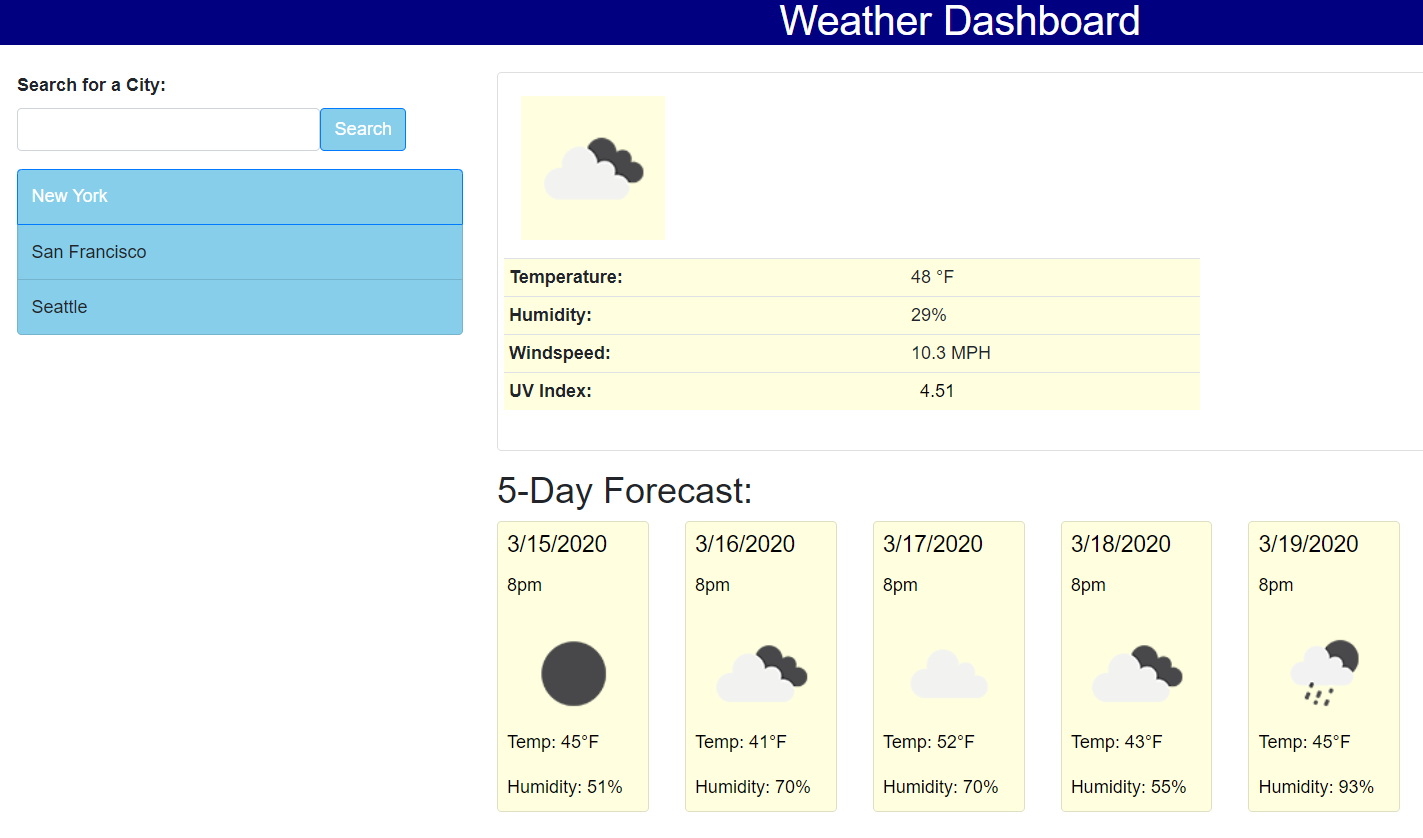 Weather Dashboard
Search for a City:
Search
New York
San Francisco
Seattle
Temperature: 48 °F
Humidity: 29%
Windspeed: 10.3 MPH
UV Index: 4.51
5-Day Forecast:
3/15/2020
8pm
Temp: 45°F
Humidity: 51%
3/16/2020
8pm
Temp: 41°F
Humidity: 70%
3/17/2020
8pm
Temp: 52°F
Humidity: 70%
3/18/2020
8pm
Temp: 43°F
Humidity: 55%
3/19/2020
8pm
Temp: 45°F
Humidity: 93%